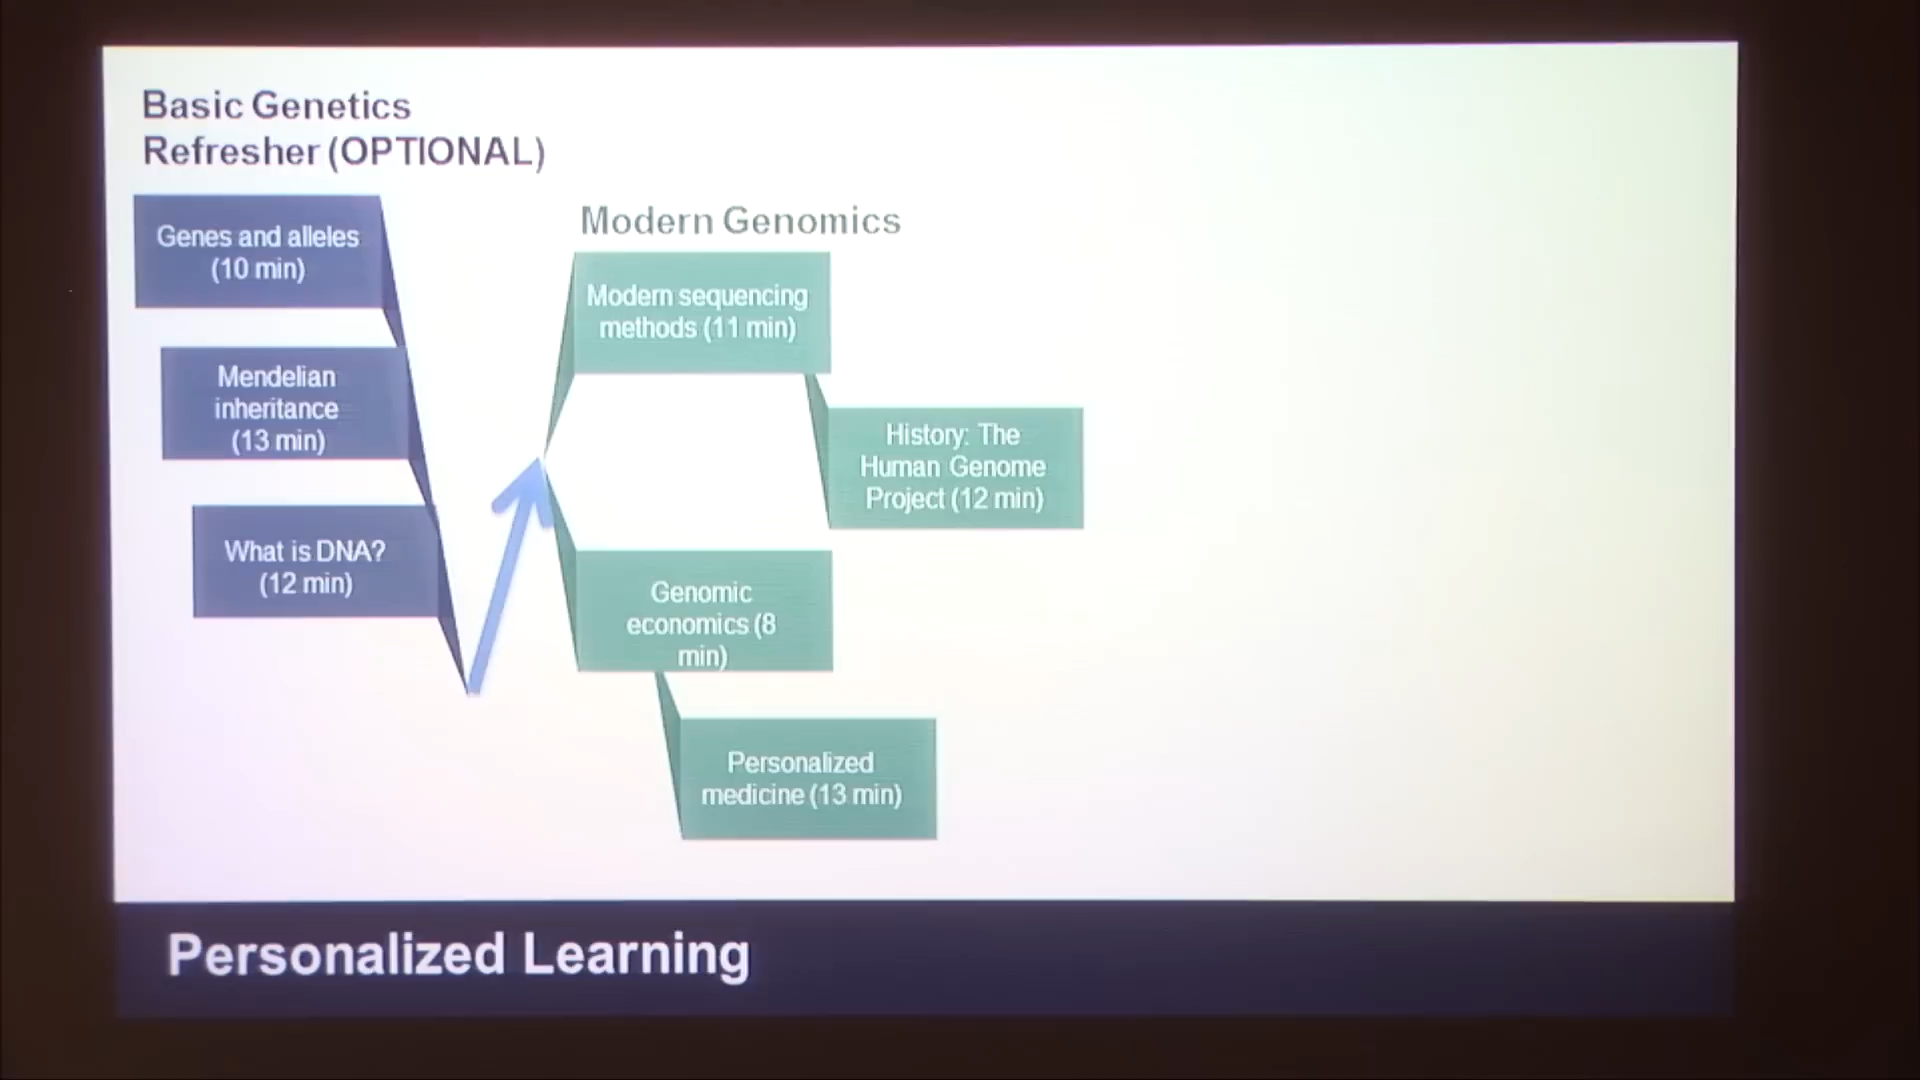 Basic Genetics
Refresher (OPTIONAL)
Genes and alleles
(10 min)
Mendelian
inheritance
(13 min)
What is DNA?
(12 min)
Modern Genomics
Modern sequencing
methods (11 min)
History: The
Human Genome
Project (12 min)
Genomic
economics (8
min)
Personalized
medicine (13 min)
Personalized Learning